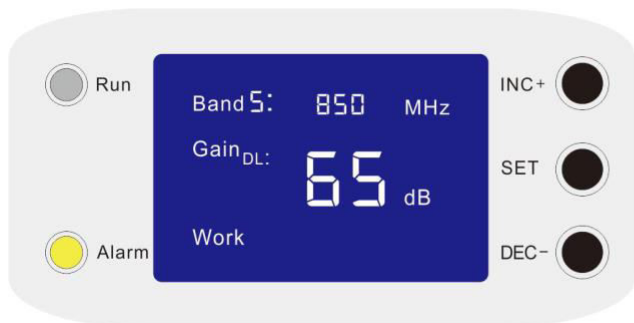 Run
Band 5: 850 MHz
Gain DL: 65 dB
Work
Alarm
INC+
SET
DEC-